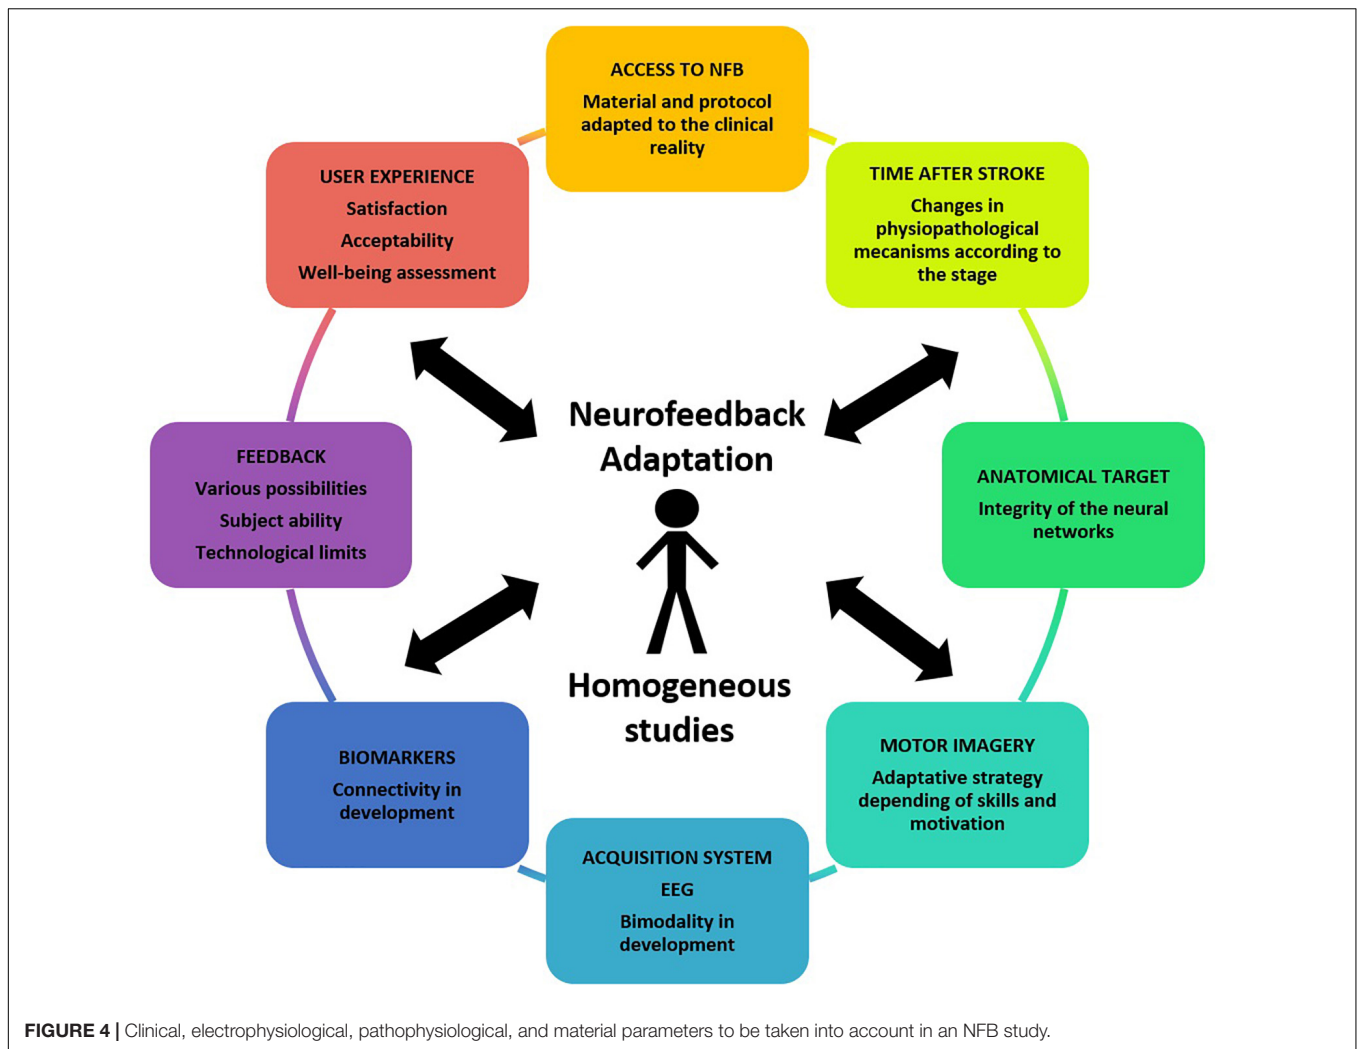 ACCESS TO NFB
Material and protocol
adapted to the clinical
reality
TIME AFTER STROKE
Changes in
physiopathological
mecanisms according to
the stage
ANATOMICAL TARGET
Integrity of the neural
networks
MOTOR IMAGERY
Adaptative strategy
depending of skills and
motivation
ACQUISITION SYSTEM
EEG
Bimodality in
development
BIOMARKERS
Connectivity in
development
FEEDBACK
Various possibilities
Subject ability
Technological limits
USER EXPERIENCE
Satisfaction
Acceptability
Well-being assessment
Neurofeedback
Adaptation
Homogeneous
studies
FIGURE 4 | Clinical, electrophysiological, pathophysiological, and material parameters to be taken into account in an NFB study.